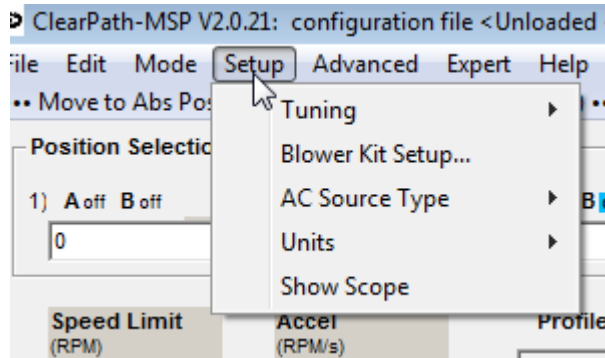 ClearPath-MSP V2.0.21: configuration file <Unloaded
File Edit Mode Setup Advanced Expert Help
•• Move to Abs Pos ••
Tuning
Position Selectio
Blower Kit Setup...
1) A off B off
AC Source Type
B
0
Units
Show Scope
Speed Limit
(RPM)
Accel
(RPM/s)
Profile